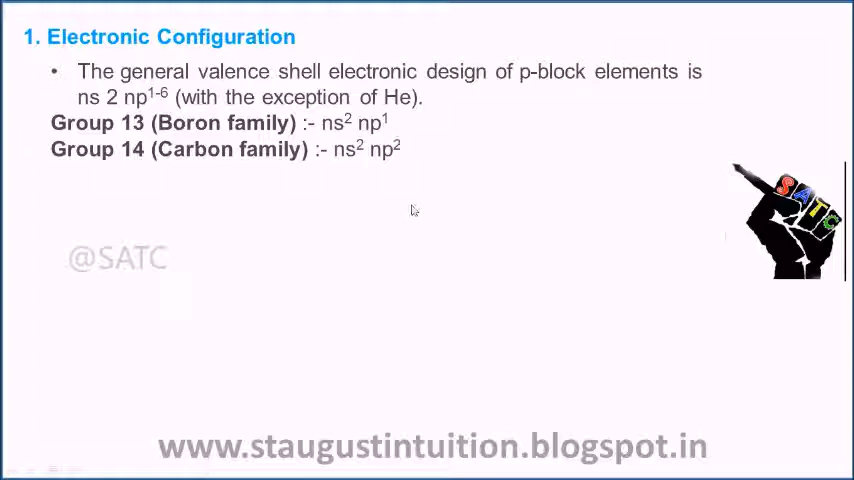 1. Electronic Configuration
• The general valence shell electronic design of p-block elements is
ns 2 np¹⁻⁶ (with the exception of He).
Group 13 (Boron family) :- ns² np¹
Group 14 (Carbon family) :- ns² np²
SATC
@SATC
www.staugustintuition.blogspot.in